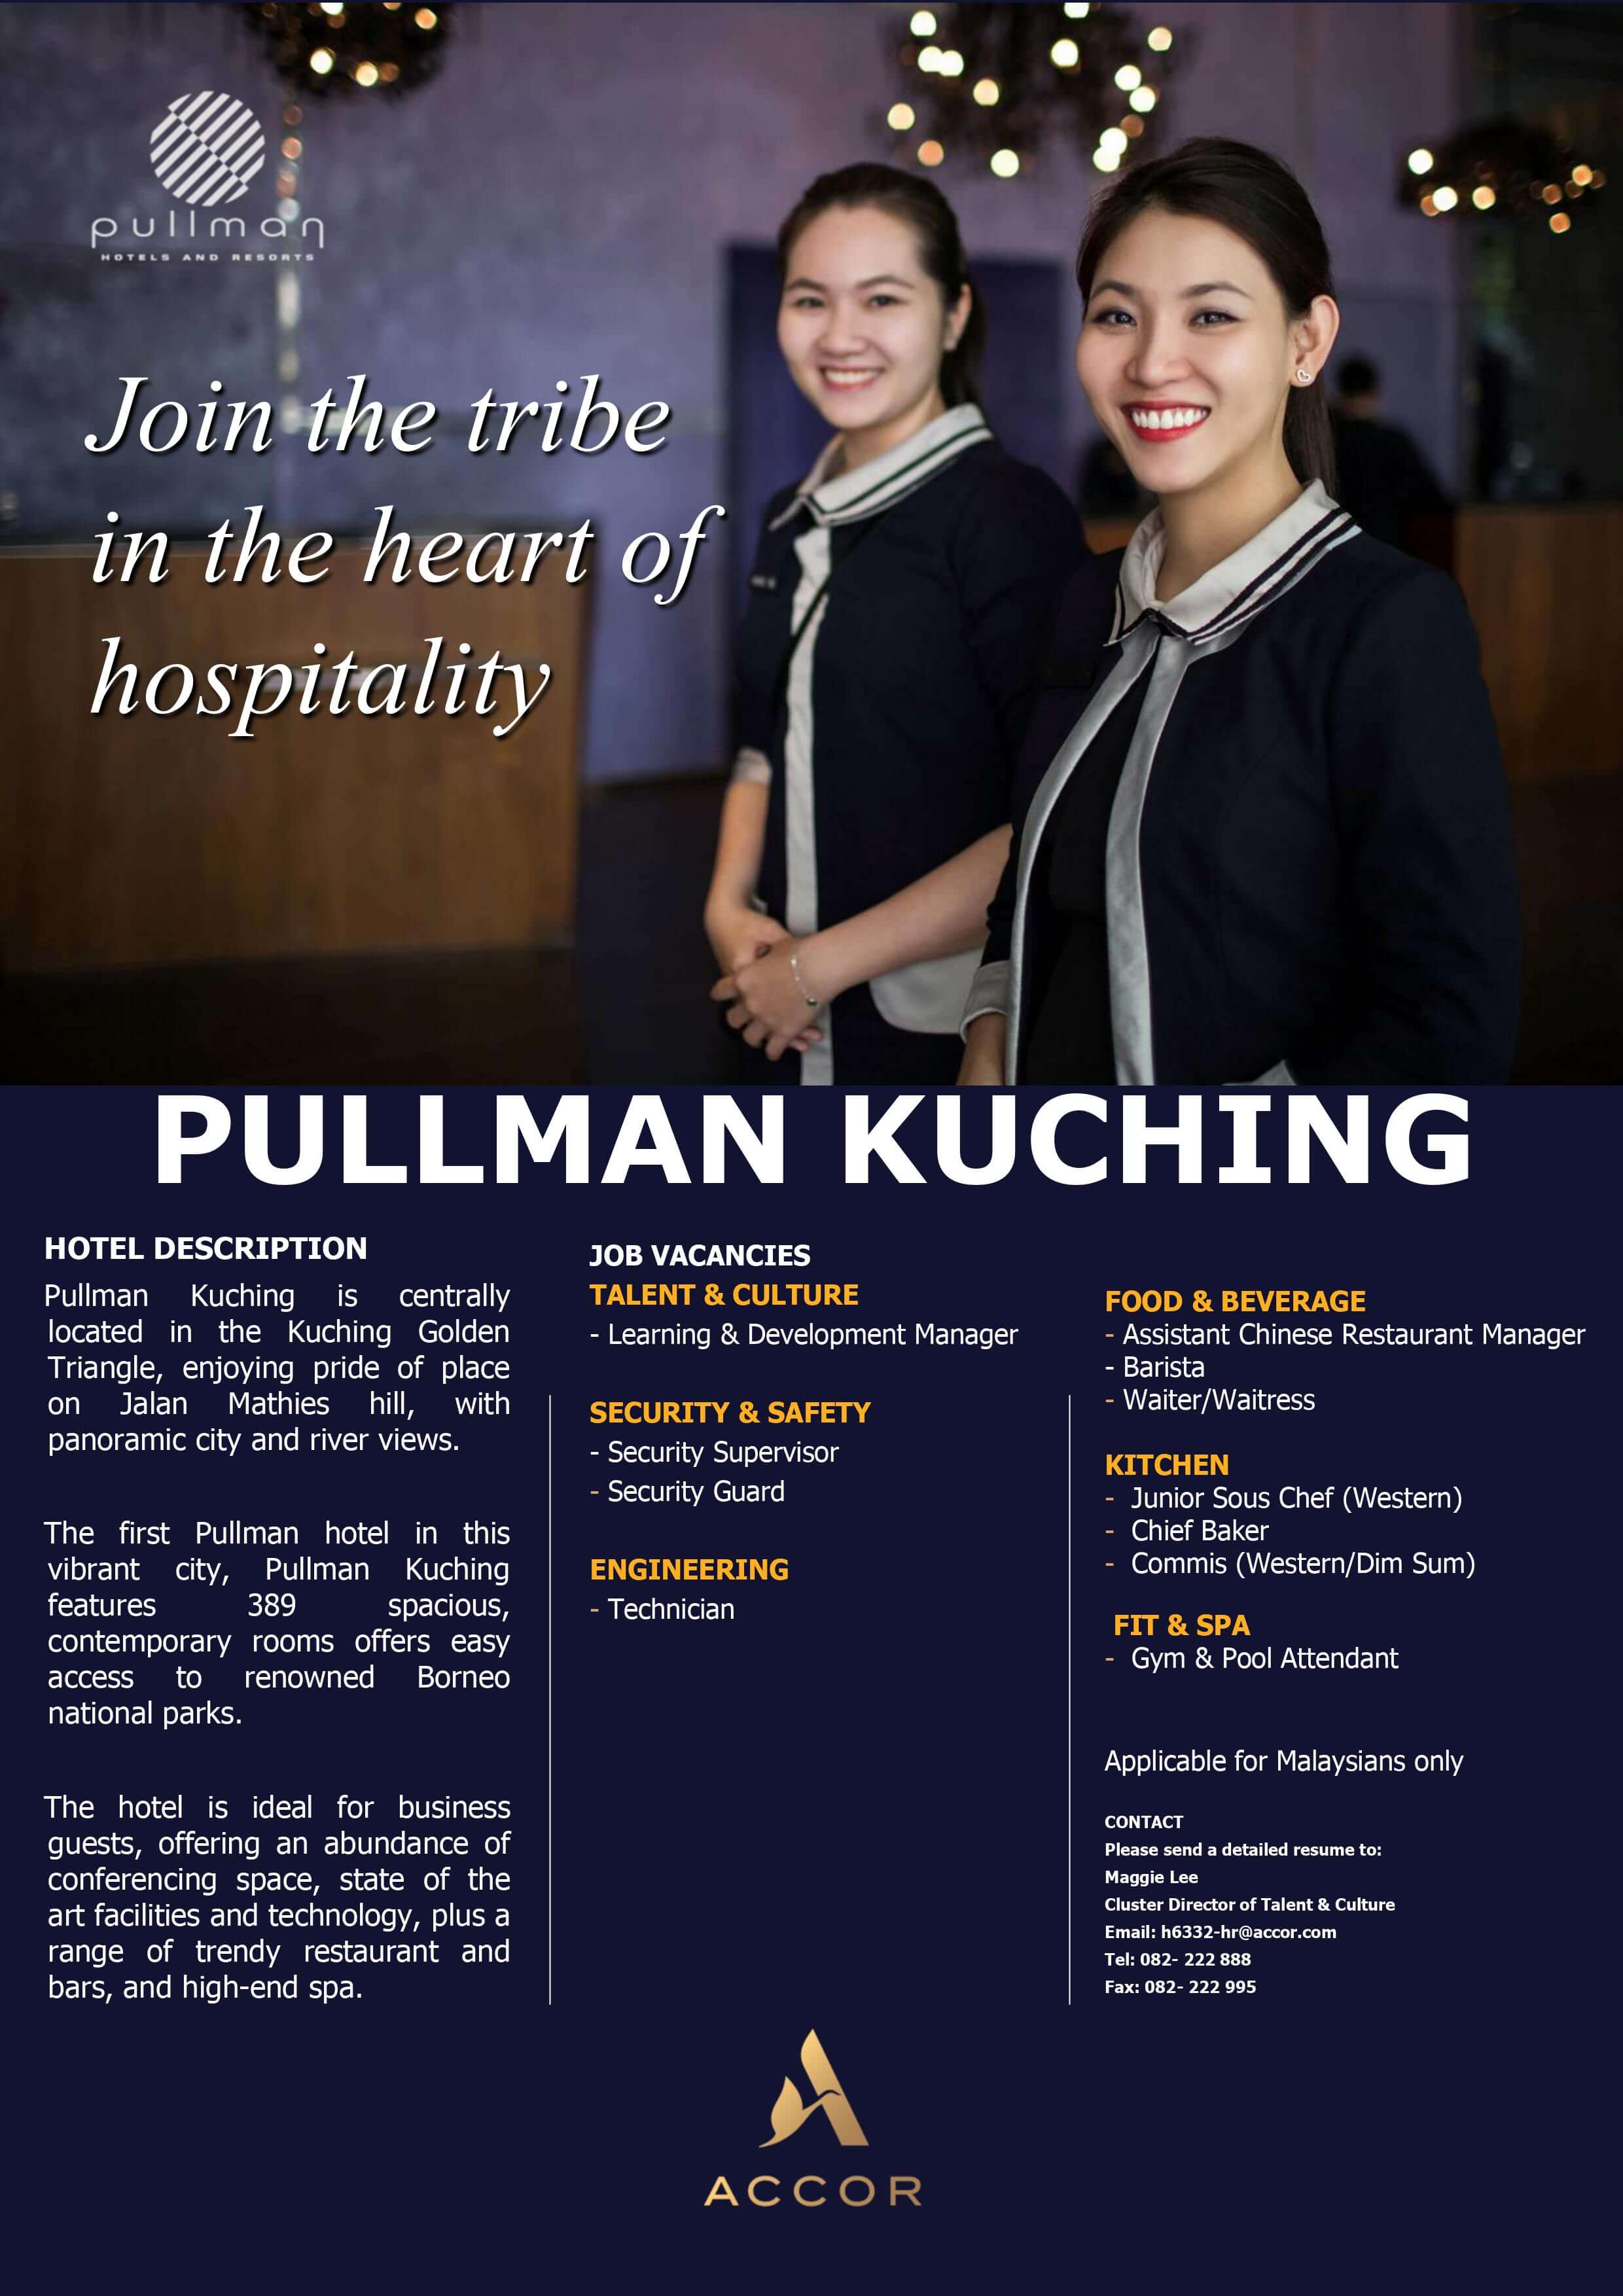 pullman
HOTELS AND RESORTS
Join the tribe
in the heart of
hospitality
PULLMAN KUCHING
HOTEL DESCRIPTION
Pullman Kuching is centrally
located in the Kuching Golden
Triangle, enjoying pride of place
on Jalan Mathies hill, with
panoramic city and river views.
The first Pullman hotel in this
vibrant city, Pullman Kuching
features 389 spacious,
contemporary rooms offers easy
access to renowned Borneo
national parks.
The hotel is ideal for business
guests, offering an abundance of
conferencing space, state of the
art facilities and technology, plus a
range of trendy restaurant and
bars, and high-end spa.
JOB VACANCIES
TALENT & CULTURE
- Learning & Development Manager
SECURITY & SAFETY
- Security Supervisor
- Security Guard
ENGINEERING
- Technician
FOOD & BEVERAGE
- Assistant Chinese Restaurant Manager
- Barista
- Waiter/Waitress
KITCHEN
- Junior Sous Chef (Western)
- Chief Baker
- Commis (Western/Dim Sum)
FIT & SPA
- Gym & Pool Attendant
Applicable for Malaysians only
CONTACT
Please send a detailed resume to:
Maggie Lee
Cluster Director of Talent & Culture
Email: h6332-hr@accor.com
Tel: 082- 222 888
Fax: 082- 222 995
ACCOR